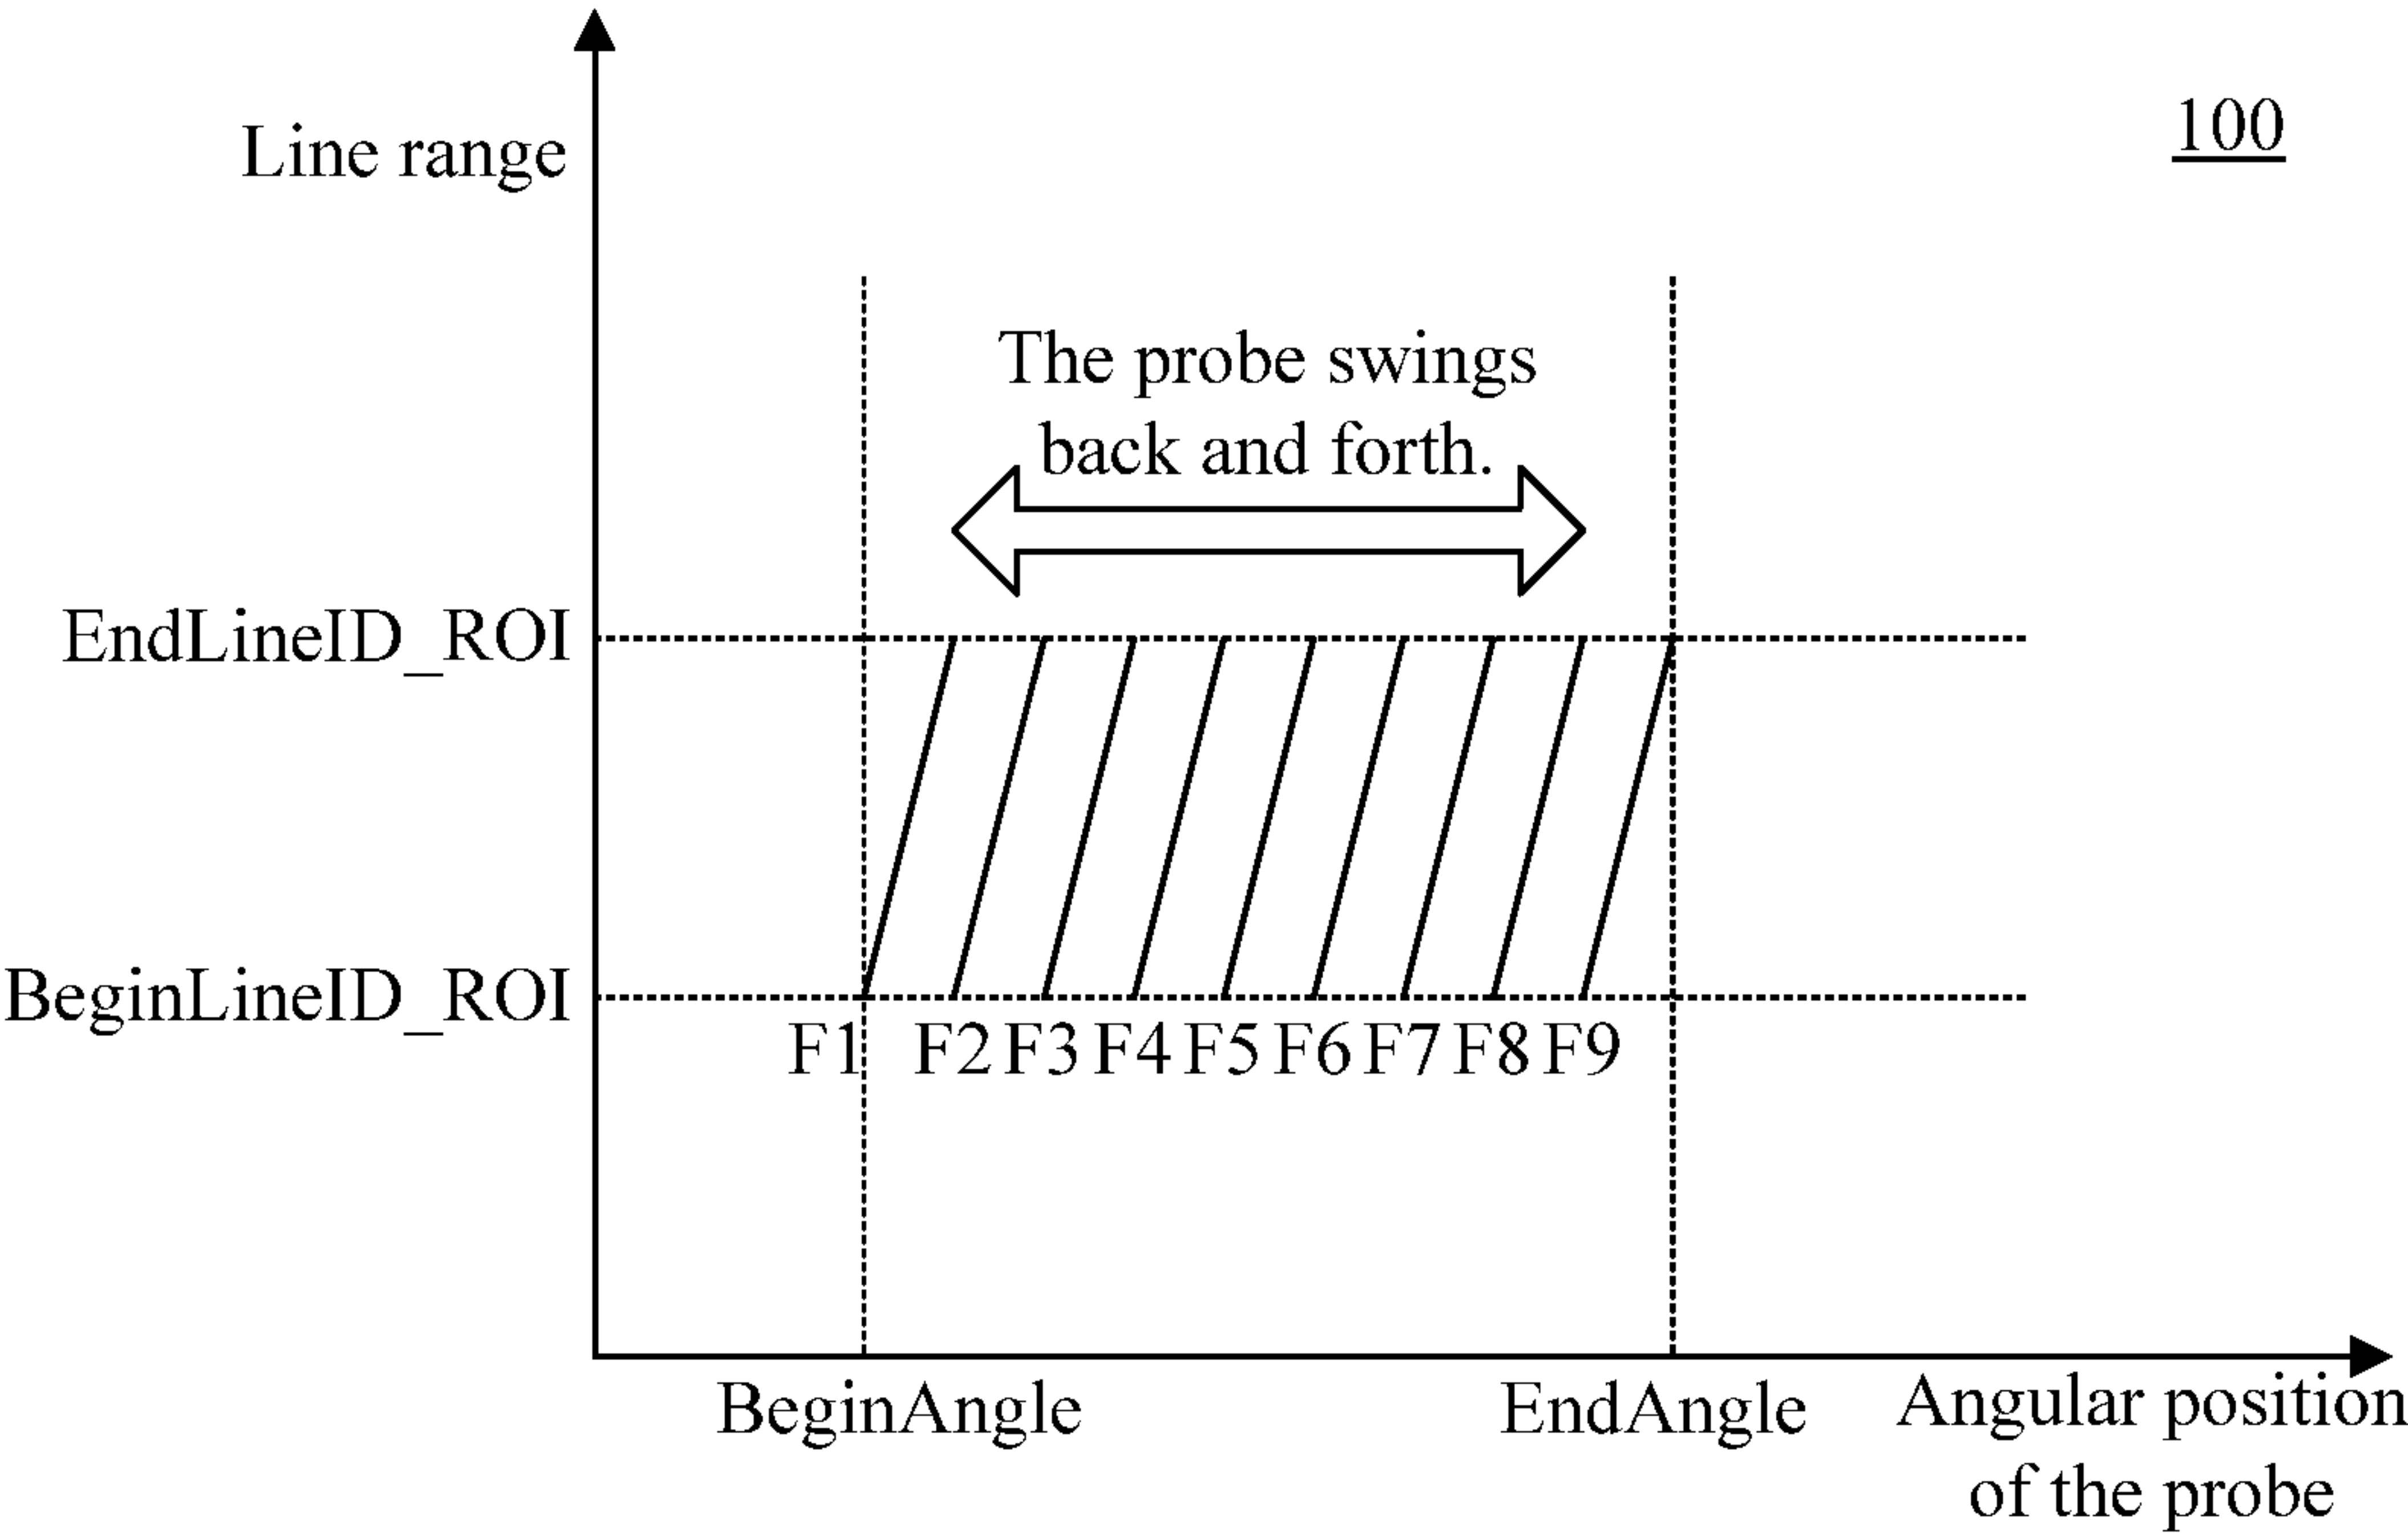 Line range
100
The probe swings
back and forth.
EndLineID_ROI
BeginLineID_ROI
F1 F2 F3 F4 F5 F6 F7 F8 F9
BeginAngle
EndAngle
Angular position
of the probe